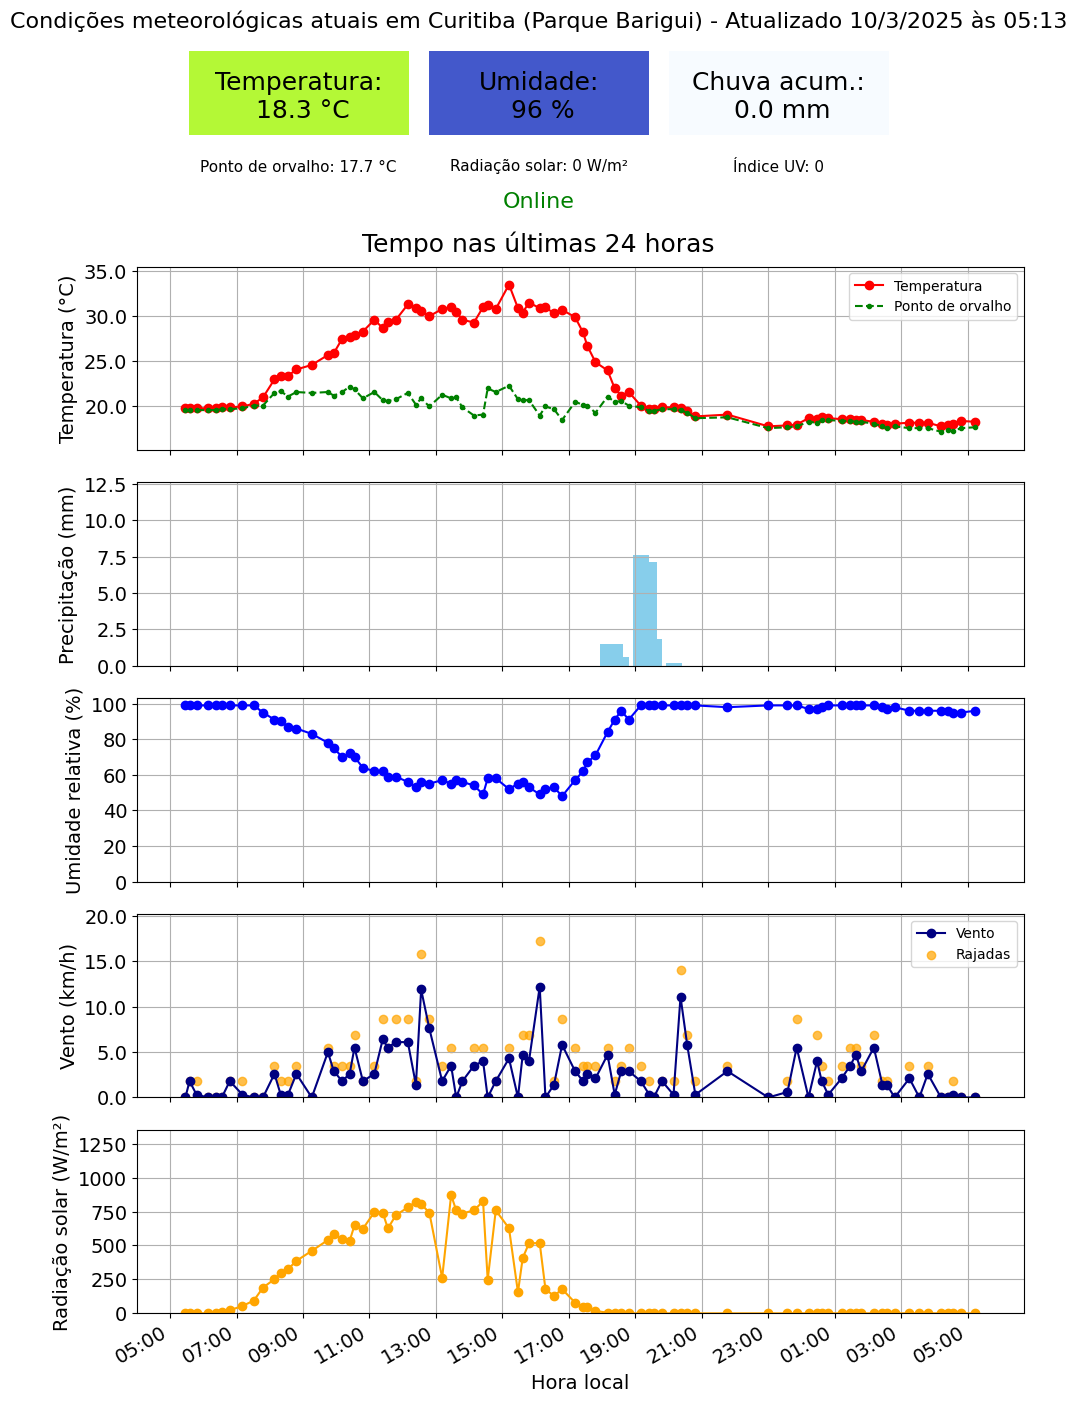 Condições meteorológicas atuais em Curitiba (Parque Barigui) - Atualizado 10/3/2025 às 05:13
Temperatura:
18.3 °C
Umidade:
96 %
Chuva acum.:
0.0 mm
Ponto de orvalho: 17.7 °C
Radiação solar: 0 W/m²
Índice UV: 0
Online
Tempo nas últimas 24 horas
Temperatura (°C)
35.0
30.0
25.0
20.0
Temperatura
Ponto de orvalho
Precipitação (mm)
12.5
10.0
7.5
5.0
2.5
0.0
Umidade relativa (%)
100
80
60
40
20
0
Vento (km/h)
20.0
15.0
10.0
5.0
0.0
Vento
Rajadas
Radiação solar (W/m²)
1250
1000
750
500
250
0
05:00
07:00
09:00
11:00
13:00
15:00
17:00
19:00
21:00
23:00
01:00
03:00
05:00
Hora local